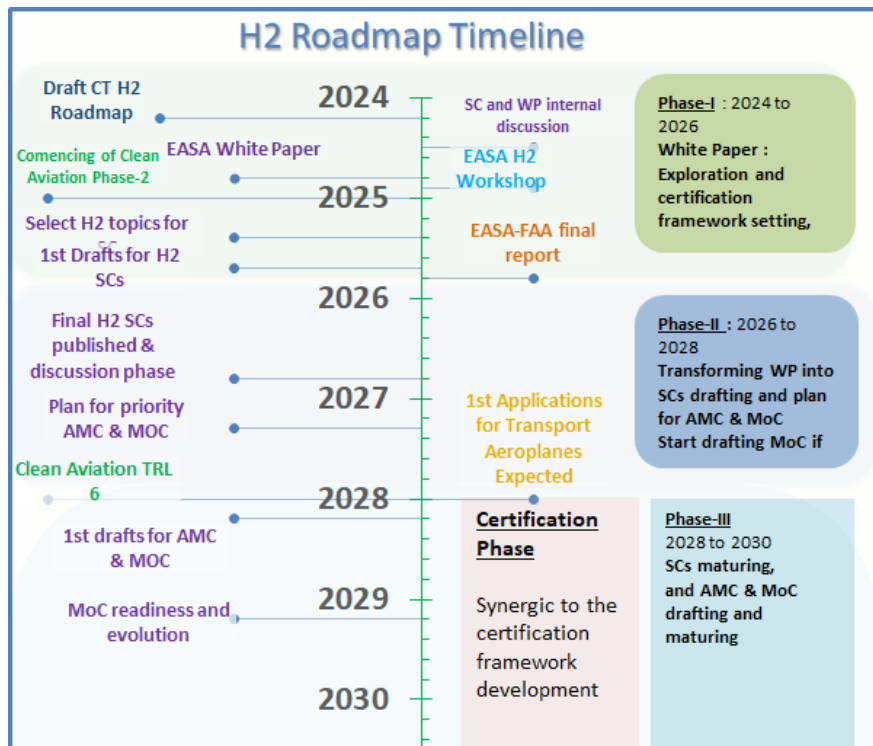 H2 Roadmap Timeline
Draft CT H2
Roadmap
2024
SC and WP internal
discussion
Phase-I : 2024 to
2026
White Paper :
Exploration and
certification
framework setting,
Comencing of Clean
Aviation Phase-2
EASA White Paper
EASA H2
Workshop
2025
Select H2 topics for
SC
1st Drafts for H2
SCs
EASA-FAA final
report
2026
Final H2 SCs
published &
discussion phase
Phase-II : 2026 to
2028
Transforming WP into
SCs drafting and plan
for AMC & MoC
Start drafting MoC if
2027
Plan for priority
AMC & MOC
1st Applications
for Transport
Aeroplanes
Expected
Clean Aviation TRL
6
2028
1st drafts for AMC
& MOC
Certification
Phase
Synergic to the
certification
framework
development
Phase-III
2028 to 2030
SCs maturing,
and AMC & MoC
drafting and
maturing
2029
MoC readiness and
evolution
2030